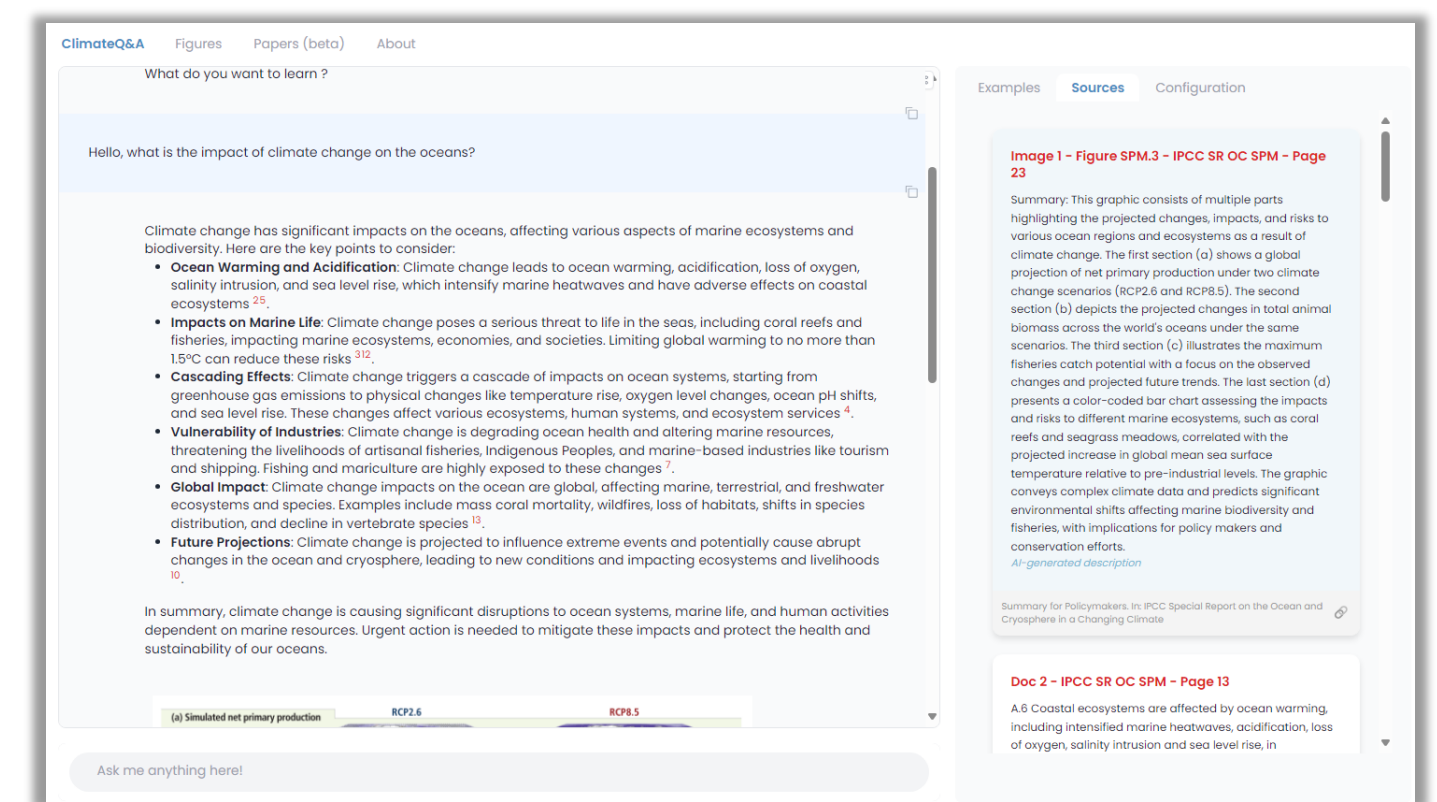 ClimateQ&A Figures Papers (beta) About
What do you want to learn ?
Hello, what is the impact of climate change on the oceans?
Climate change has significant impacts on the oceans, affecting various aspects of marine ecosystems and
biodiversity. Here are the key points to consider:
• Ocean Warming and Acidification: Climate change leads to ocean warming, acidification, loss of oxygen,
salinity intrusion, and sea level rise, which intensify marine heatwaves and have adverse effects on coastal
ecosystems 25.
• Impacts on Marine Life: Climate change poses a serious threat to life in the seas, including coral reefs and
fisheries, impacting marine ecosystems, economies, and societies. Limiting global warming to no more than
1.5°C can reduce these risks 312.
• Cascading Effects: Climate change triggers a cascade of impacts on ocean systems, starting from
greenhouse gas emissions to physical changes like temperature rise, oxygen level changes, ocean pH shifts,
and sea level rise. These changes affect various ecosystems, human systems, and ecosystem services 4.
• Vulnerability of Industries: Climate change is degrading ocean health and altering marine resources,
threatening the livelihoods of artisanal fisheries, Indigenous Peoples, and marine-based industries like tourism
and shipping. Fishing and mariculture are highly exposed to these changes 7.
• Global Impact: Climate change impacts on the ocean are global, affecting marine, terrestrial, and freshwater
ecosystems and species. Examples include mass coral mortality, wildfires, loss of habitats, shifts in species
distribution, and decline in vertebrate species 13.
• Future Projections: Climate change is projected to influence extreme events and potentially cause abrupt
changes in the ocean and cryosphere, leading to new conditions and impacting ecosystems and livelihoods
10.
In summary, climate change is causing significant disruptions to ocean systems, marine life, and human activities
dependent on marine resources. Urgent action is needed to mitigate these impacts and protect the health and
sustainability of our oceans.
(a) Simulated net primary production RCP2.6 RCP8.5
Ask me anything here!
Examples Sources Configuration
Image 1 - Figure SPM.3 - IPCC SR OC SPM - Page
23
Summary: This graphic consists of multiple parts
highlighting the projected changes, impacts, and risks to
various ocean regions and ecosystems as a result of
climate change. The first section (a) shows a global
projection of net primary production under two climate
change scenarios (RCP2.6 and RCP8.5). The second
section (b) depicts the projected changes in total animal
biomass across the world's oceans under the same
scenarios. The third section (c) illustrates the maximum
fisheries catch potential with a focus on the observed
changes and projected future trends. The last section (d)
presents a color-coded bar chart assessing the impacts
and risks to different marine ecosystems, such as coral
reefs and seagrass meadows, correlated with the
projected increase in global mean sea surface
temperature relative to pre-industrial levels. The graphic
conveys complex climate data and predicts significant
environmental shifts affecting marine biodiversity and
fisheries, with implications for policy makers and
conservation efforts.
AI-generated description
Summary for Policymakers. In: IPCC Special Report on the Ocean and
Cryosphere in a Changing Climate
Doc 2 - IPCC SR OC SPM - Page 13
A.6 Coastal ecosystems are affected by ocean warming,
including intensified marine heatwaves, acidification, loss
of oxygen, salinity intrusion and sea level rise, in